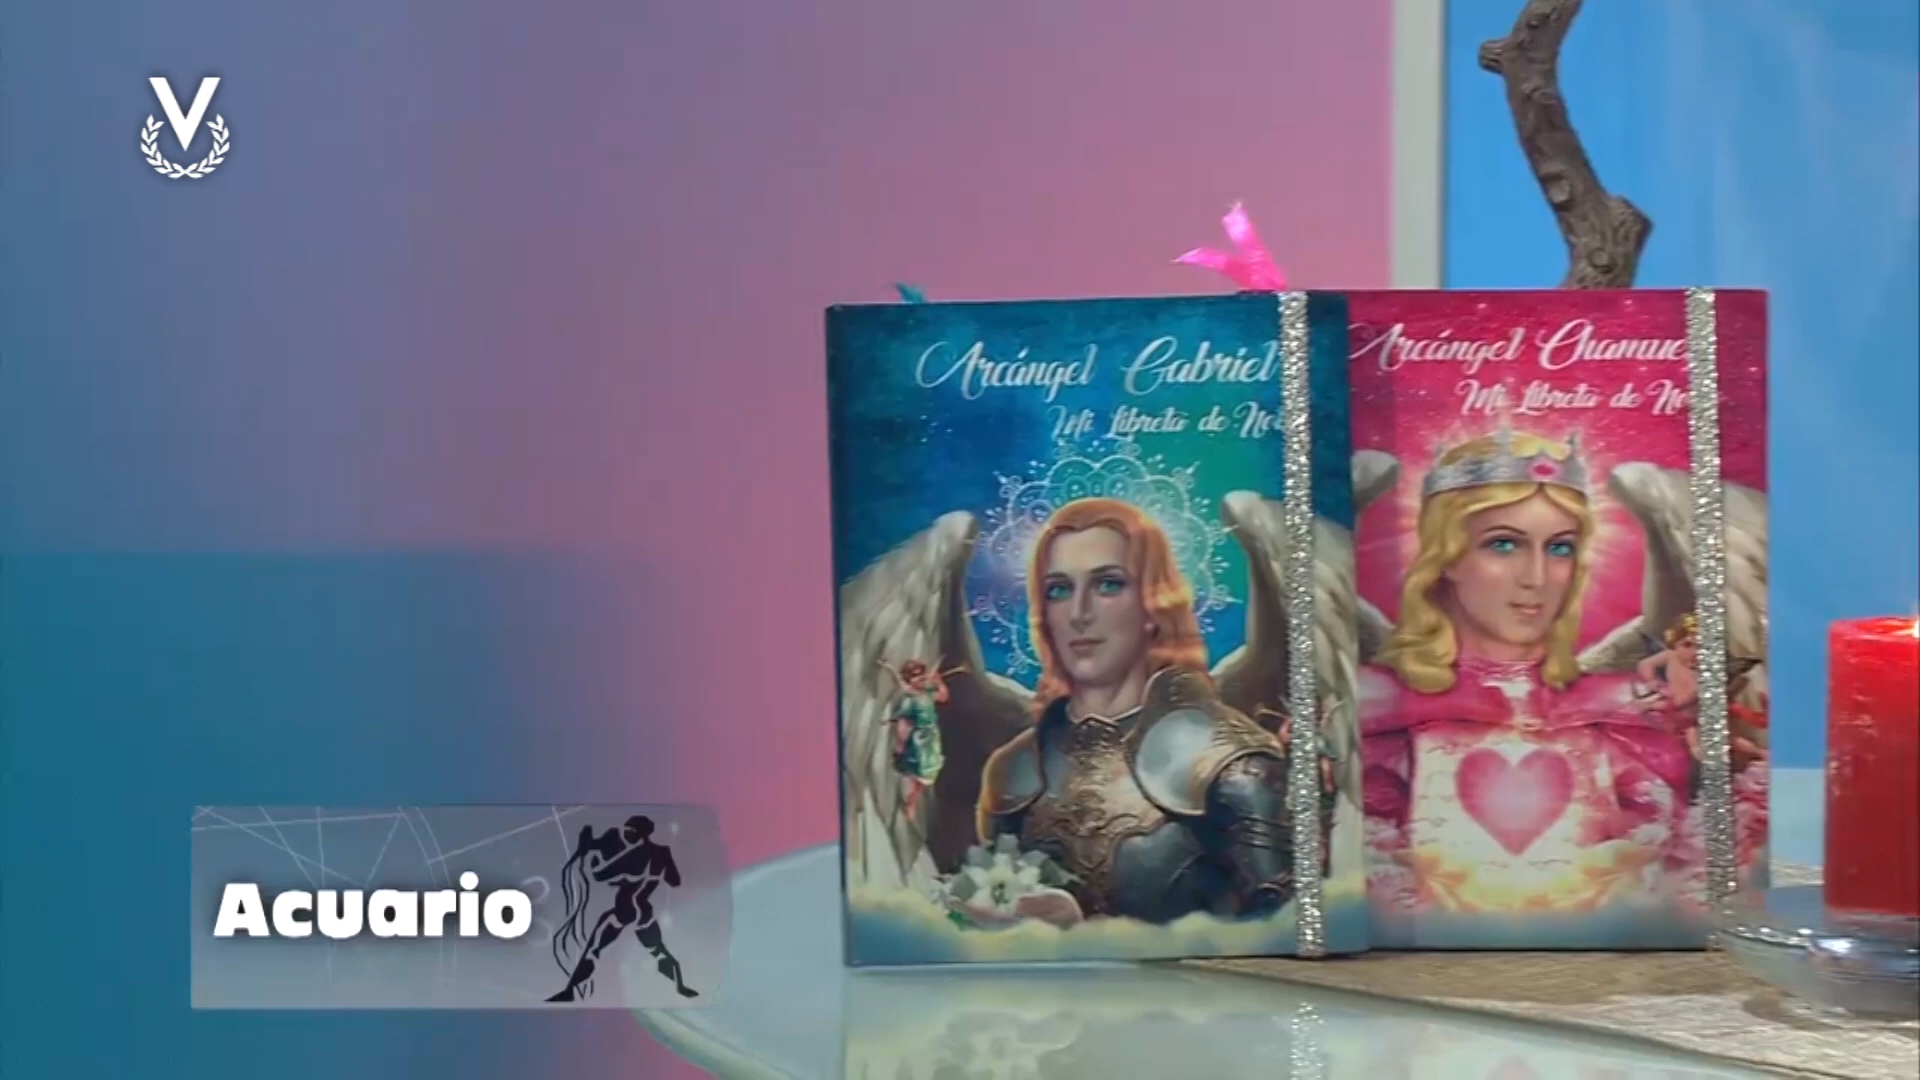 V
Arcángel Gabriel
Mi Libreta de
Arcángel
Mi Libreta de
Acuario